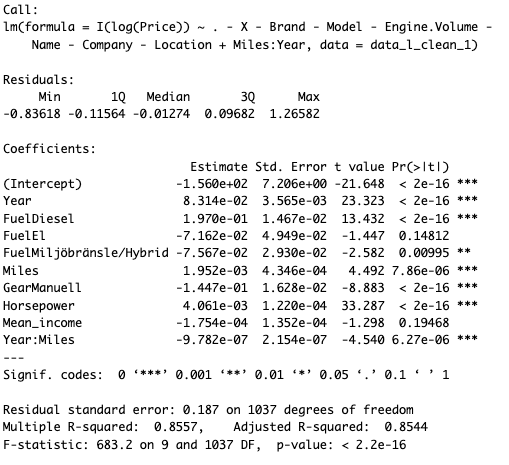 Call:
lm(formula = I(log(Price)) ~ . - X - Brand - Model - Engine.Volume -
    Name - Company - Location + Miles:Year, data = data_l_clean_1)

Residuals:
     Min       1Q   Median       3Q      Max
-0.83618 -0.11564 -0.01274  0.09682  1.26582

Coefficients:
                         Estimate Std. Error t value Pr(>|t|)
(Intercept)            -1.560e+02  7.206e+00 -21.648  < 2e-16 ***
Year                    8.314e-02  3.565e-03  23.323  < 2e-16 ***
FuelDiesel              1.970e-01  1.467e-02  13.432  < 2e-16 ***
FuelEl                 -7.162e-02  4.949e-02  -1.447  0.14812
FuelMiljöbränsle/Hybrid -7.567e-02  2.930e-02  -2.582  0.00995 **
Miles                   1.952e-03  4.346e-04   4.492 7.86e-06 ***
GearManuell            -1.447e-01  1.628e-02  -8.883  < 2e-16 ***
Horsepower              4.061e-03  1.220e-04  33.287  < 2e-16 ***
Mean_income            -1.754e-04  1.352e-04  -1.298  0.19468
Year:Miles             -9.782e-07  2.154e-07  -4.540 6.27e-06 ***
---
Signif. codes:  0 ‘***’ 0.001 ‘**’ 0.01 ‘*’ 0.05 ‘.’ 0.1 ‘ ’ 1

Residual standard error: 0.187 on 1037 degrees of freedom
Multiple R-squared:  0.8557,    Adjusted R-squared:  0.8544
F-statistic: 683.2 on 9 and 1037 DF,  p-value: < 2.2e-16